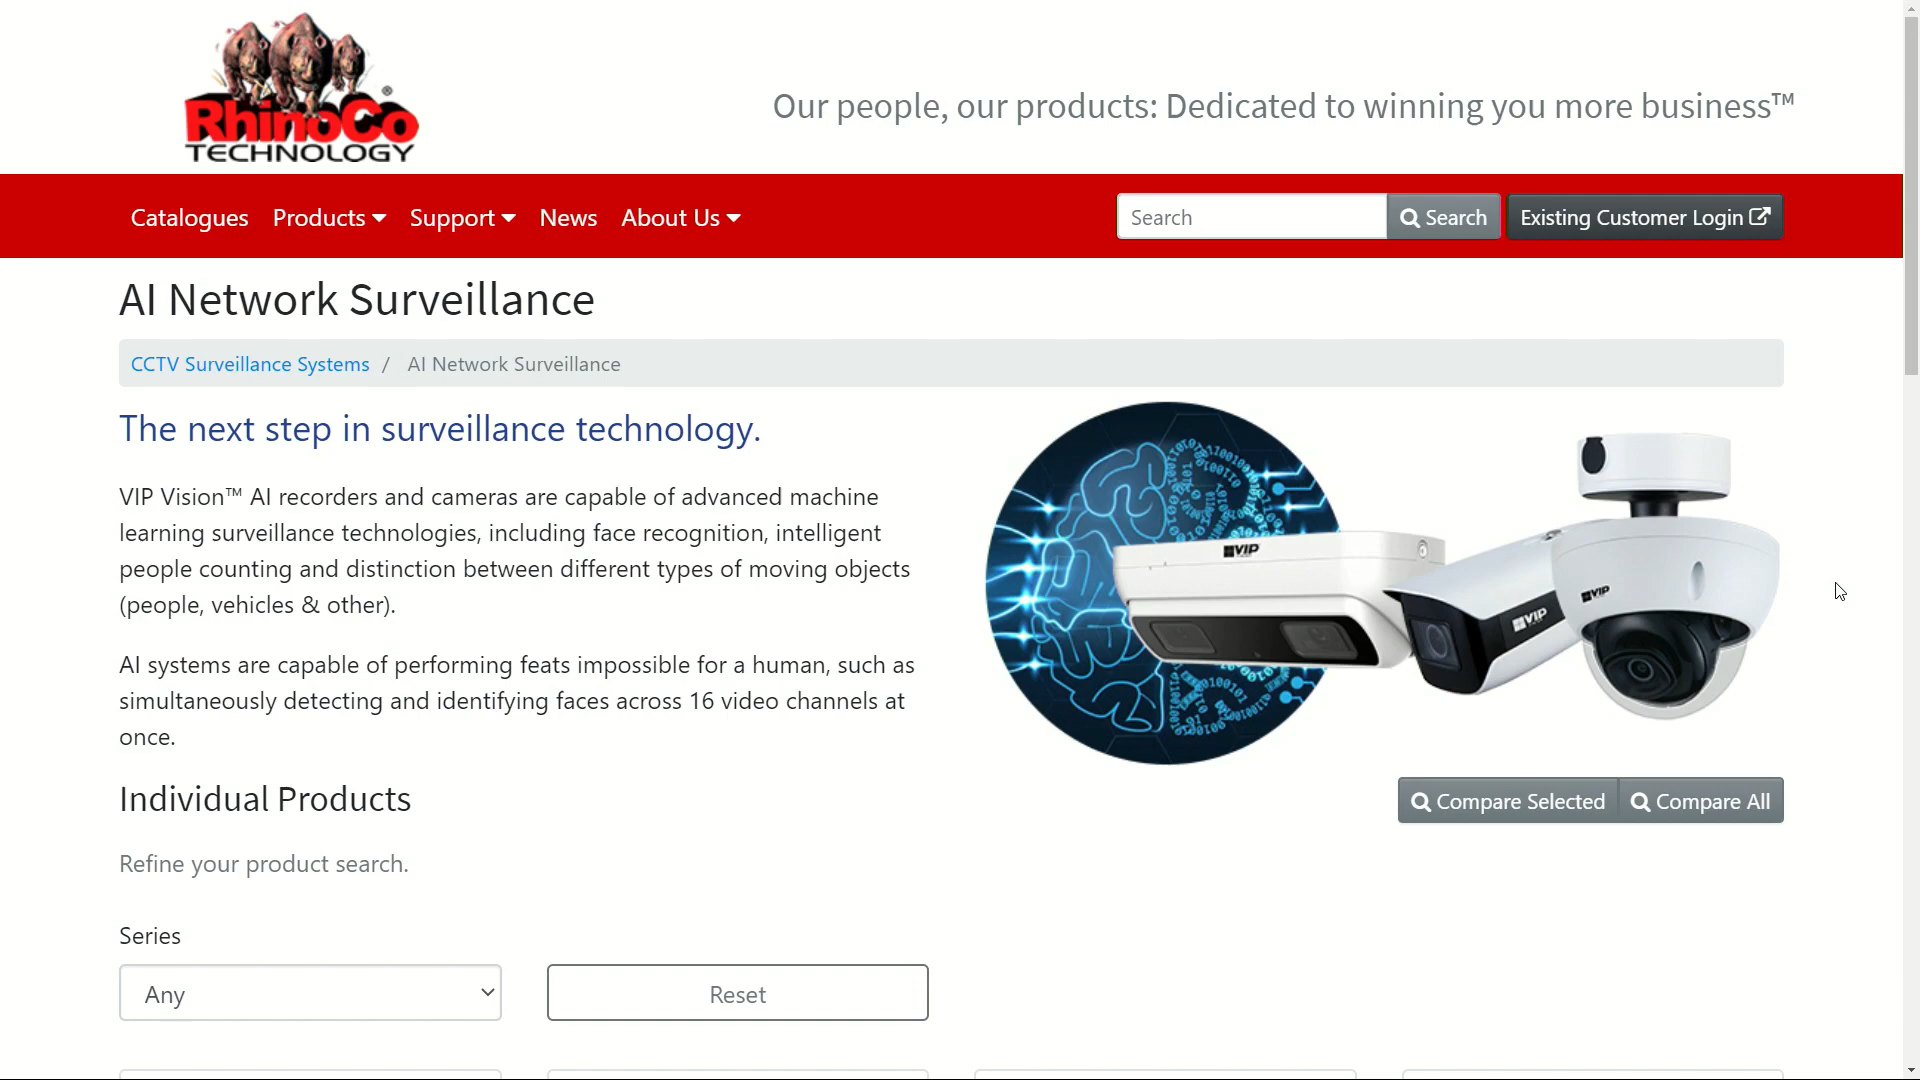 RhinoCo®
TECHNOLOGY
Our people, our products: Dedicated to winning you more business™
Catalogues Products Support News About Us Search Search Existing Customer Login
AI Network Surveillance
CCTV Surveillance Systems / AI Network Surveillance
The next step in surveillance technology.
VIP Vision™ AI recorders and cameras are capable of advanced machine
learning surveillance technologies, including face recognition, intelligent
people counting and distinction between different types of moving objects
(people, vehicles & other).
AI systems are capable of performing feats impossible for a human, such as
simultaneously detecting and identifying faces across 16 video channels at
once.
VIP
VIP
VIP
Individual Products
Compare Selected Compare All
Refine your product search.
Series
Any Reset